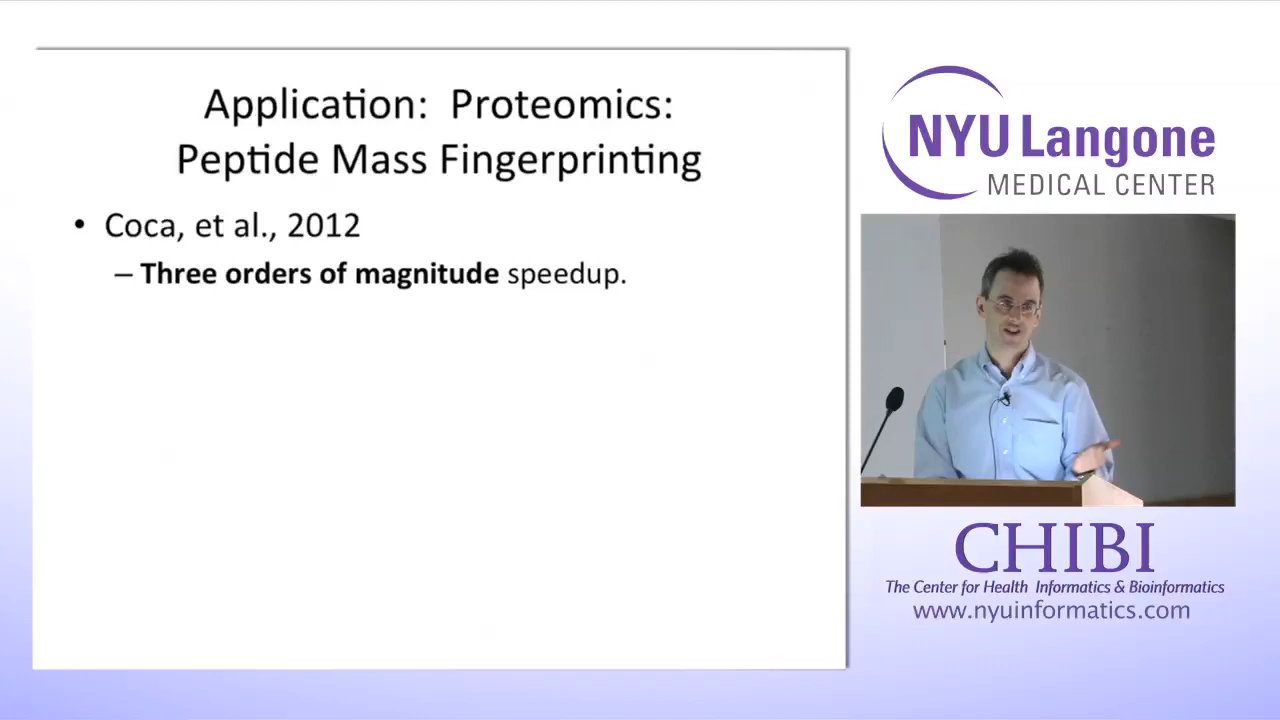 Application: Proteomics:
Peptide Mass Fingerprinting
• Coca, et al., 2012
– Three orders of magnitude speedup.
NYU Langone
MEDICAL CENTER
CHIBI
The Center for Health Informatics & Bioinformatics
www.nyuinformatics.com